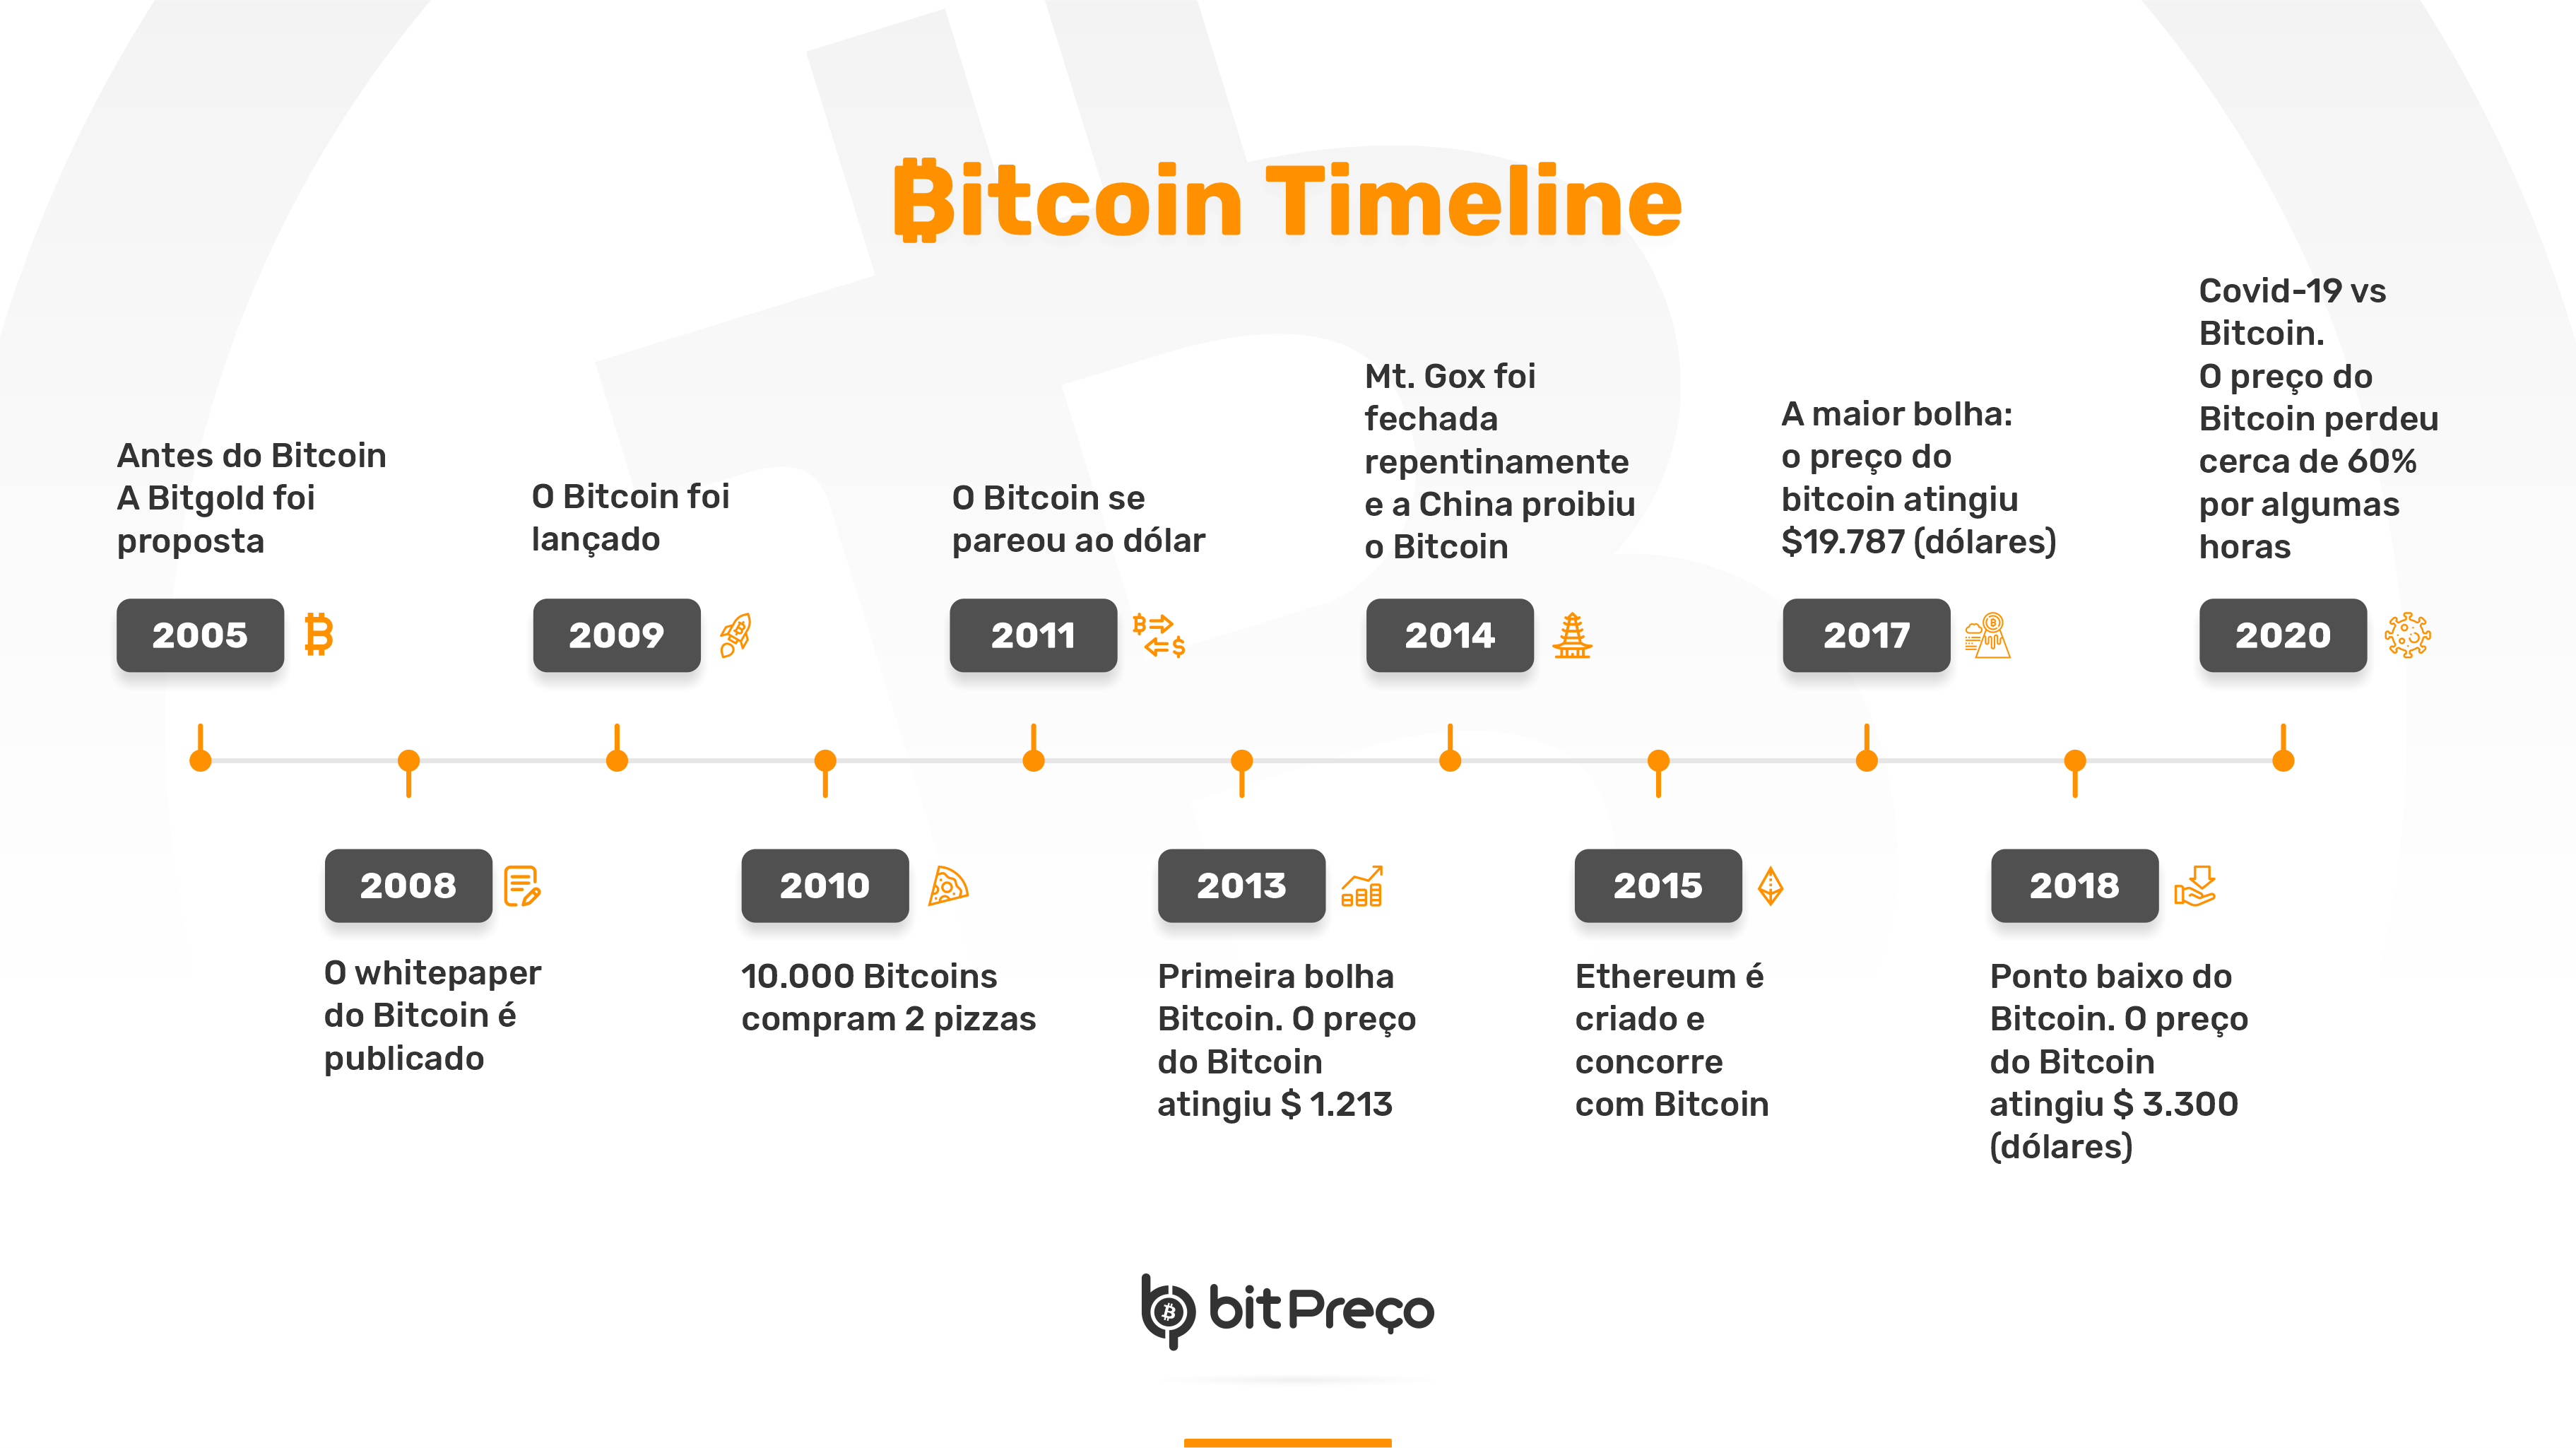 ₿itcoin Timeline
Antes do Bitcoin
A Bitgold foi
proposta
2005
O whitepaper
do Bitcoin é
publicado
2008
O Bitcoin foi
lançado
2009
2010
10.000 Bitcoins
compram 2 pizzas
O Bitcoin se
pareou ao dólar
2011
2013
Primeira bolha
Bitcoin. O preço
do Bitcoin
atingiu $ 1.213
Mt. Gox foi
fechada
repentinamente
e a China proibiu
o Bitcoin
2014
2015
Ethereum é
criado e
concorre
com Bitcoin
A maior bolha:
o preço do
bitcoin atingiu
$19.787 (dólares)
2017
2018
Ponto baixo do
Bitcoin. O preço
do Bitcoin
atingiu $ 3.300
(dólares)
Covid-19 vs
Bitcoin.
O preço do
Bitcoin perdeu
cerca de 60%
por algumas
horas
2020
bitPreço